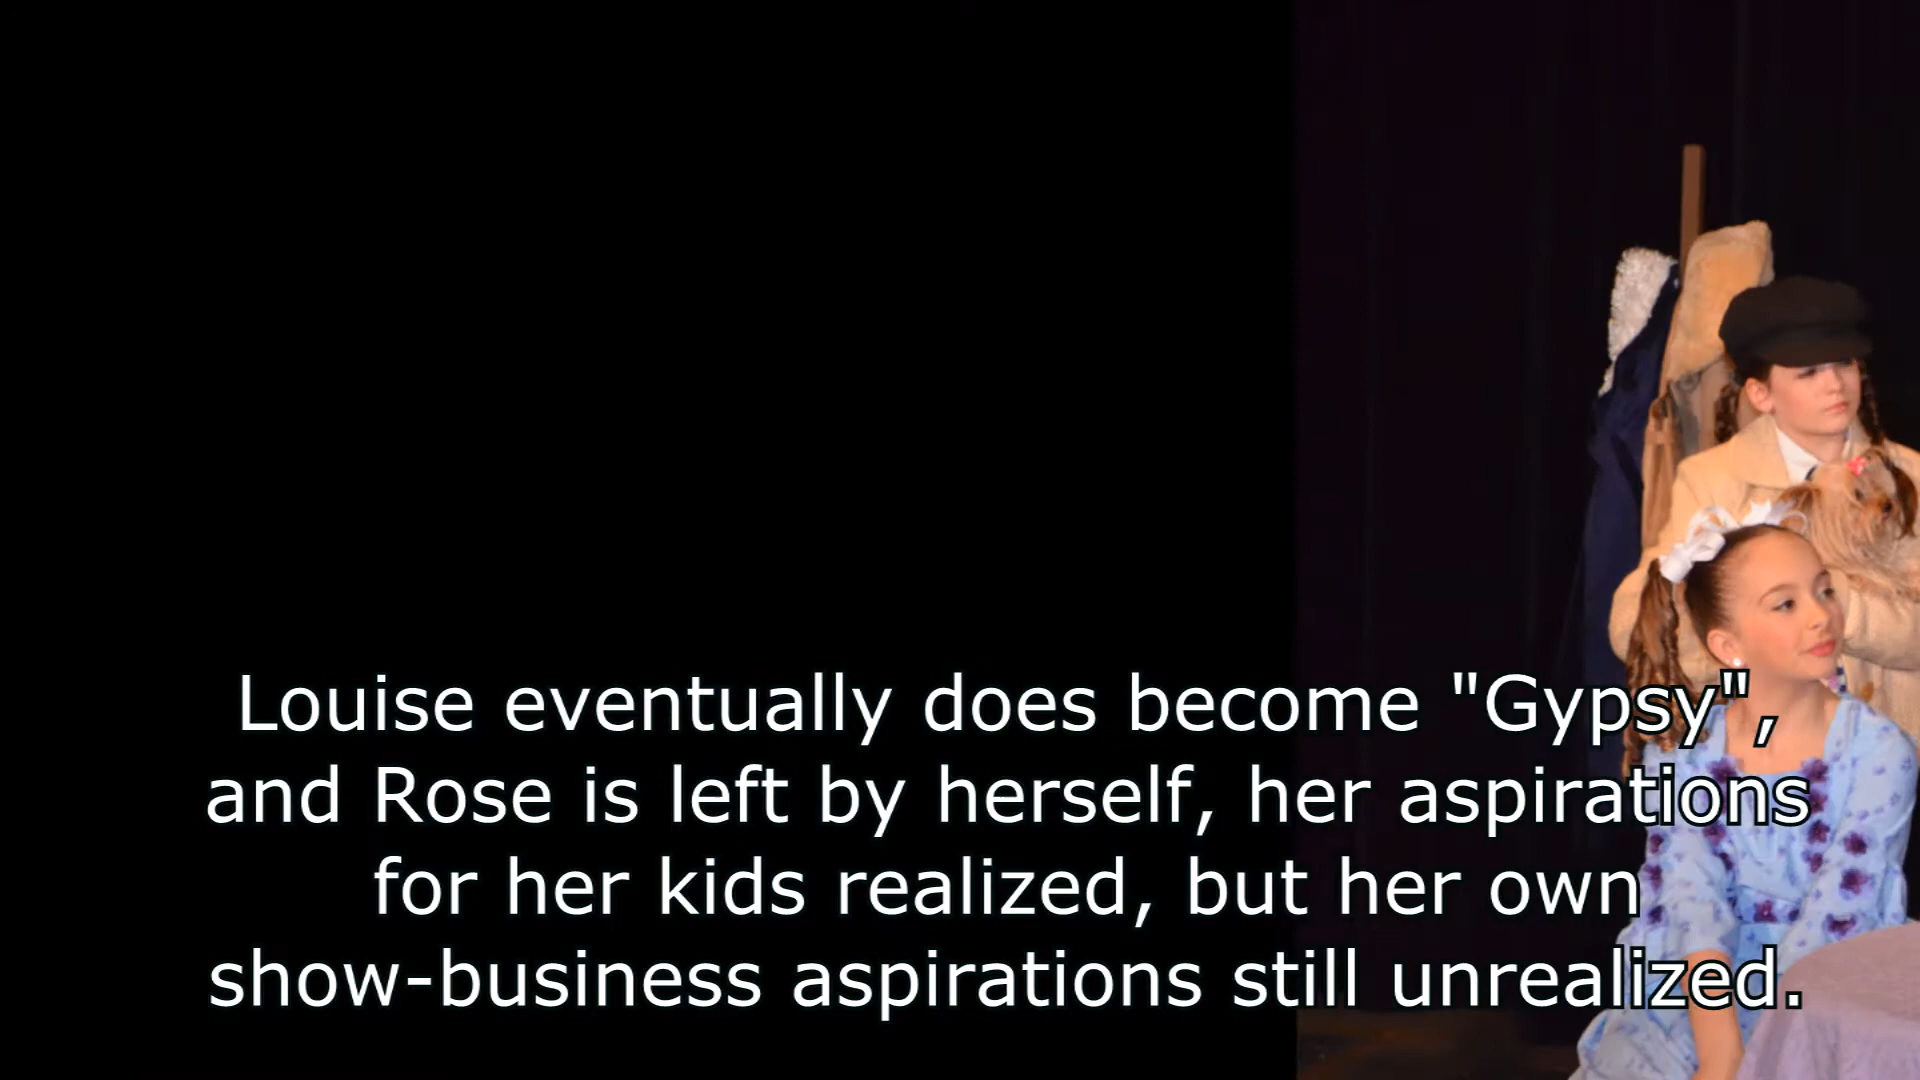 Louise eventually does become "Gypsy",
and Rose is left by herself, her aspirations
for her kids realized, but her own
show-business aspirations still unrealized.